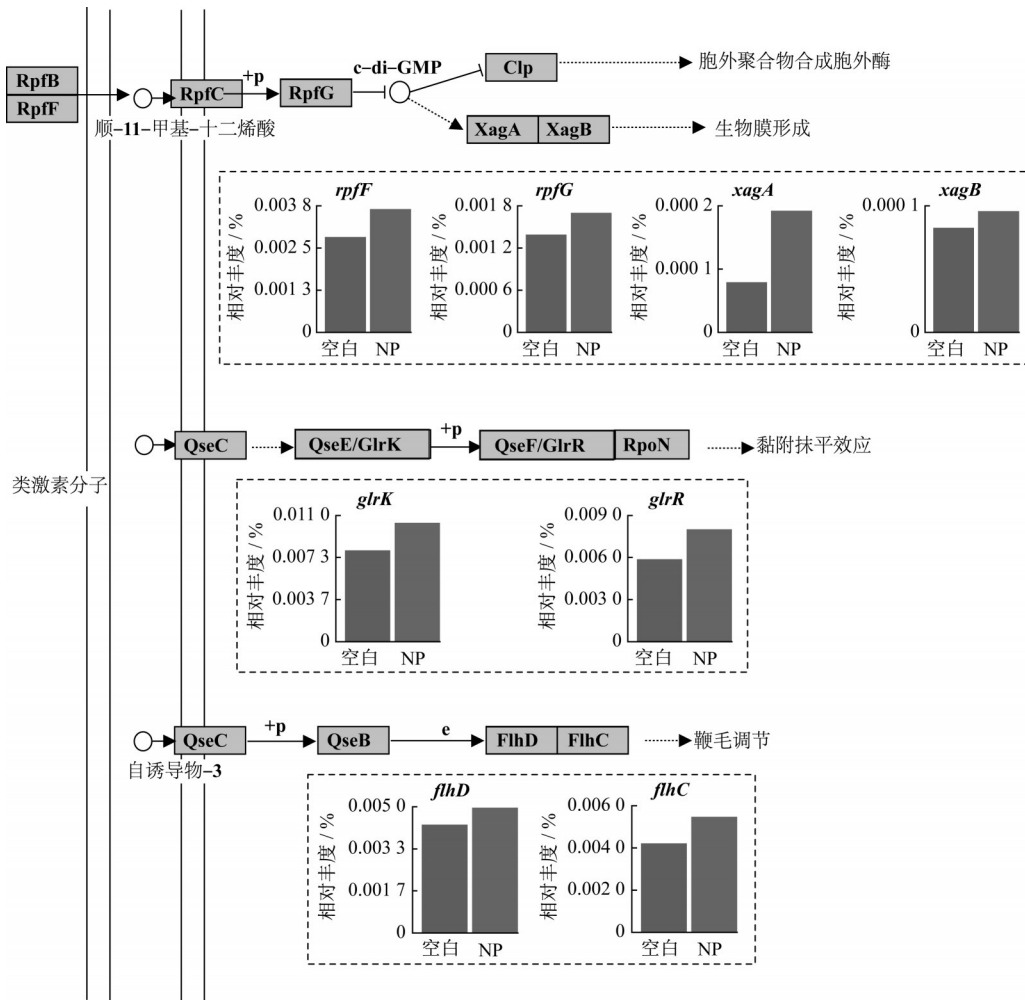 RpfB
RpfF
RpfC
+p
RpfG
c-di-GMP
Clp
胞外聚合物合成胞外酶
XagA XagB
生物膜形成
顺-11-甲基-十二烯酸
rpfF
相对丰度 / %
0.003 8
0.002 5
0.001 3
0
空白 NP
rpfG
相对丰度 / %
0.001 8
0.001 2
0.000 6
0
空白 NP
xagA
相对丰度 / %
0.000 2
0.000 1
0
空白 NP
xagB
相对丰度 / %
0.000 1
0
空白 NP
QseC
QseE/GlrK
+p
QseF/GlrR RpoN
黏附抹平效应
类激素分子
glrK
相对丰度 / %
0.011 0
0.007 3
0.003 7
0
空白 NP
glrR
相对丰度 / %
0.009 0
0.006 0
0.003 0
0
空白 NP
QseC
+p
QseB
e
FlhD FlhC
鞭毛调节
自诱导物-3
flhD
相对丰度 / %
0.005 0
0.003 3
0.001 7
0
空白 NP
flhC
相对丰度 / %
0.006 0
0.004 0
0.002 0
0
空白 NP